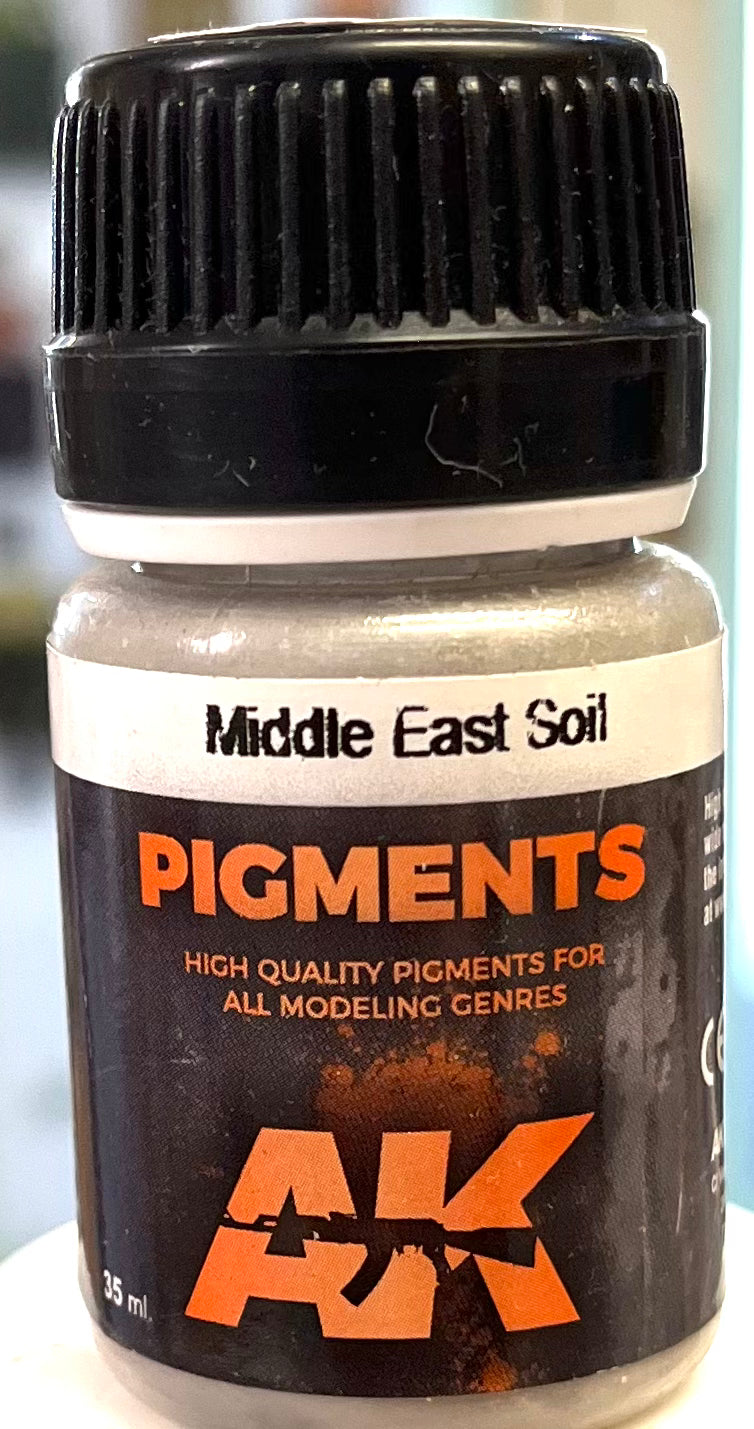 Middle East Soil
PIGMENTS
HIGH QUALITY PIGMENTS FOR
ALL MODELING GENRES
AK
35 ml.